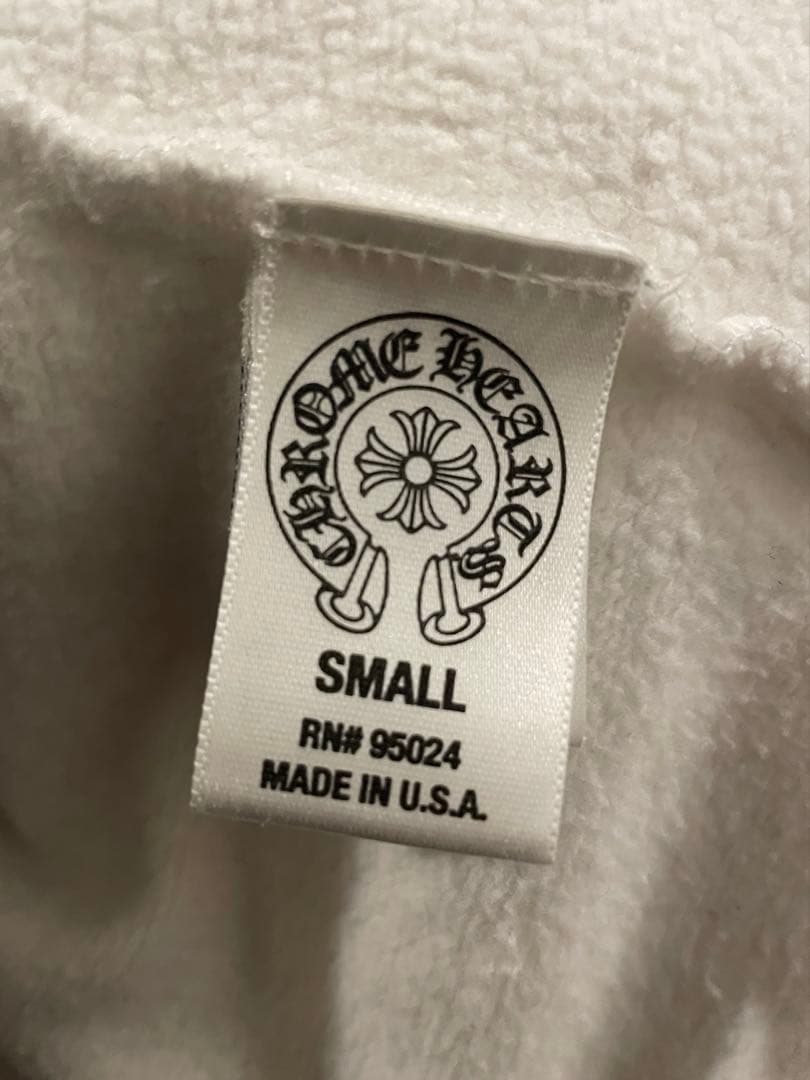 CHROME HEARTS
SMALL
RN# 95024
MADE IN U.S.A.